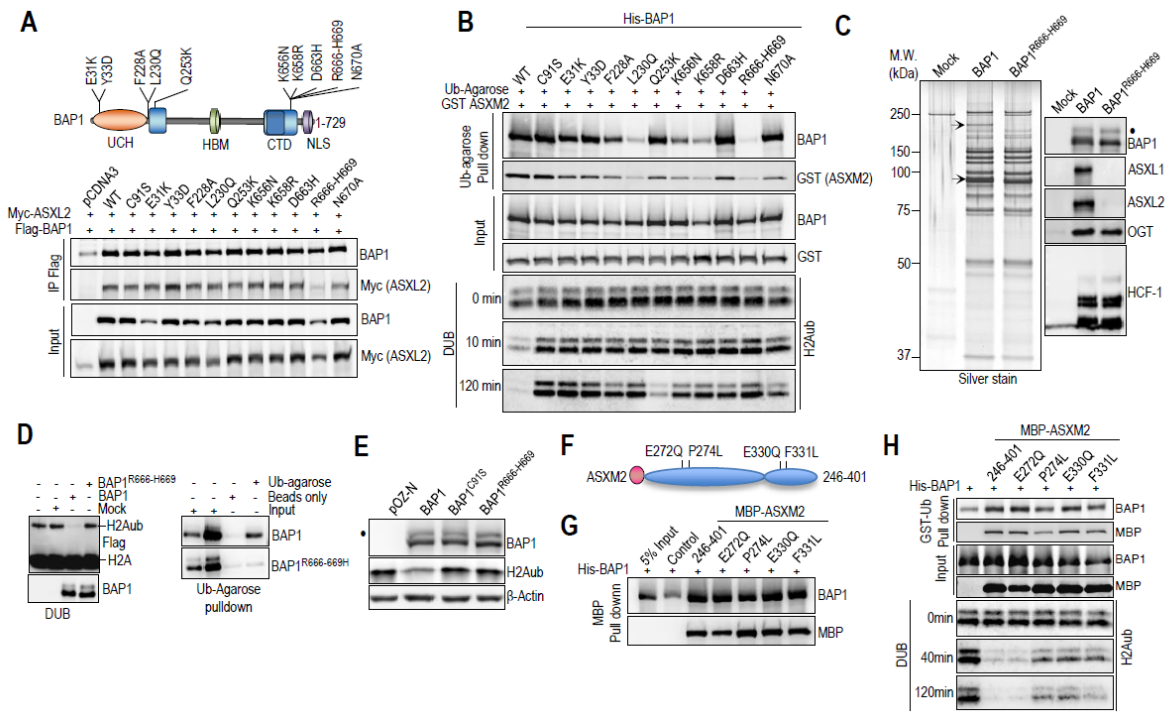 A
E31K
Y33D
F228A
L230Q
Q253K
K656N
K658R
D663H
R666-H669
N670A
BAP1
1-729
UCH
HBM
CTD
NLS
pCDNA3
WT
C91S
E31K
Y33D
F228A
L230Q
Q253K
K656N
K658R
D663H
R666-H669
N670A
Myc-ASXL2 + + + + + + + + + + + + +
Flag-BAP1 + + + + + + + + + + + +
IP Flag
BAP1
Myc (ASXL2)
Input
BAP1
Myc (ASXL2)
B
His-BAP1
WT
C91S
E31K
Y33D
F228A
L230Q
Q253K
K656N
K658R
D663H
R666-H669
N670A
Ub-Agarose + + + + + + + + + + + +
GST ASXM2 + + + + + + + + + + + +
Ub-agarose
Pull down
BAP1
GST (ASXM2)
Input
BAP1
GST
DUB
0 min
10 min
120 min
H2Aub
C
M.W.
(kDa)
Mock
BAP1
BAP1R666-H669
250
150
100
75
50
37
Silver stain
Mock
BAP1
BAP1R666-H669
•
BAP1
ASXL1
ASXL2
OGT
HCF-1
D
- - - + BAP1R666-H669
- - + - BAP1
- + - - Mock
H2Aub
Flag
H2A
BAP1
DUB
- - - + Ub-agarose
- - + - Beads only
+ + - - Input
BAP1
BAP1R666-669H
Ub-Agarose
pulldown
E
pOZ-N
BAP1
BAP1C91S
BAP1R666-H669
•
BAP1
H2Aub
β-Actin
F
E272Q
P274L
E330Q
F331L
ASXM2
246-401
G
MBP-ASXM2
5% Input
Control
246-401
E272Q
P274L
E330Q
F331L
His-BAP1 + + + + + + +
MBP
Pull downn
BAP1
MBP
H
MBP-ASXM2
246-401
E272Q
P274L
E330Q
F331L
His-BAP1 + + + + + +
GST-Ub
Pull down
BAP1
MBP
Input
BAP1
MBP
DUB
0min
40min
120min
H2Aub